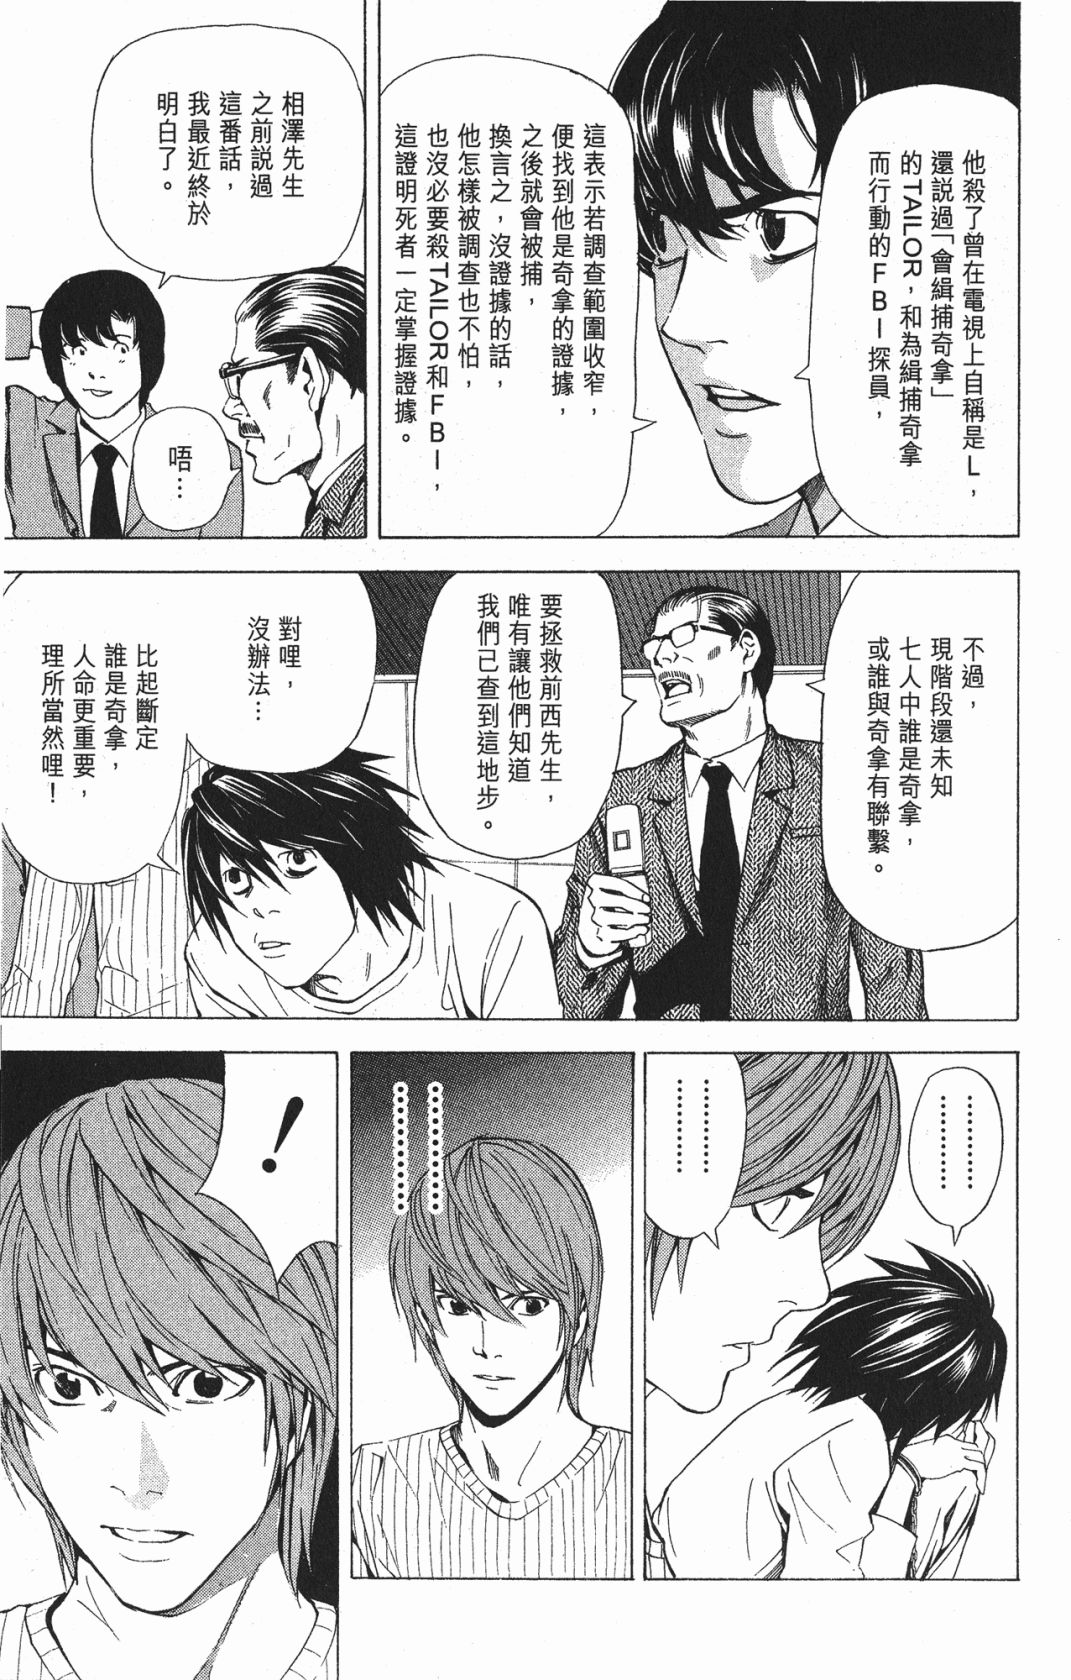 他殺了曾在電視上自稱是L，
還說過「會緝捕奇拿」
的TAILOR，和為緝捕奇拿
而行動的FBI探員，
這表示若調查範圍收窄，
便找到他是奇拿的證據，
之後就會被捕，
換言之，沒證據的話，
他怎樣被調查也不怕，
也沒必要殺TAILOR和FBI，
這證明死者一定掌握證據。
相澤先生
之前說過
這番話，
我最近終於
明白了。
唔…
不過，
現階段還未知
七人中誰是奇拿，
或誰與奇拿有聯繫。
要拯救前西先生，
唯有讓他們知道
我們已查到這地步。
對哩，
沒辦法…
比起斷定
誰是奇拿，
人命更重要，
理所當然哩！
………
………
………
………
………
！